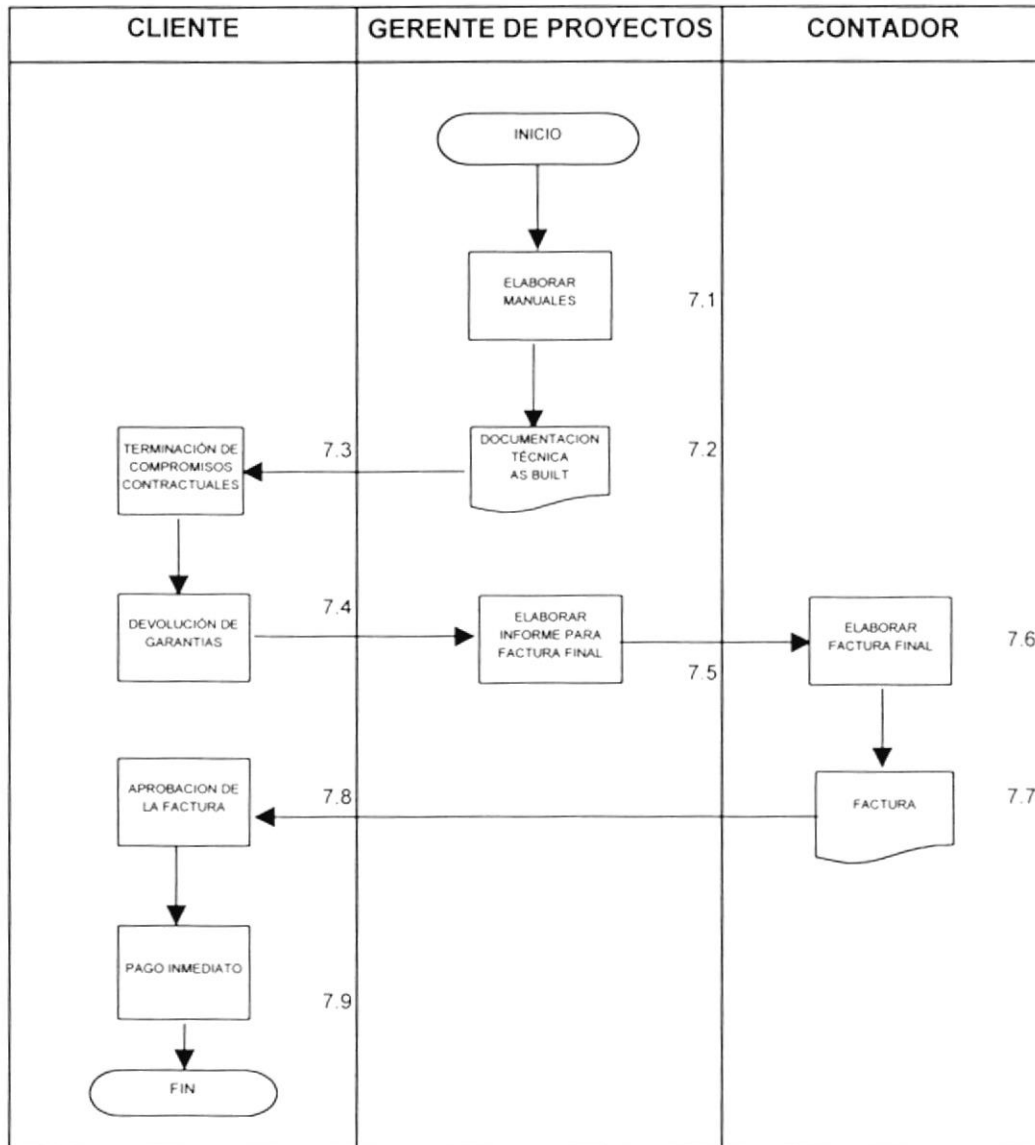 CLIENTE
GERENTE DE PROYECTOS
CONTADOR
INICIO
ELABORAR
MANUALES
7.1
TERMINACIÓN DE
COMPROMISOS
CONTRACTUALES
7.3
DOCUMENTACION
TÉCNICA
AS BUILT
7.2
DEVOLUCIÓN DE
GARANTIAS
7.4
ELABORAR
INFORME PARA
FACTURA FINAL
7.5
ELABORAR
FACTURA FINAL
7.6
APROBACION DE
LA FACTURA
7.8
FACTURA
7.7
PAGO INMEDIATO
7.9
FIN